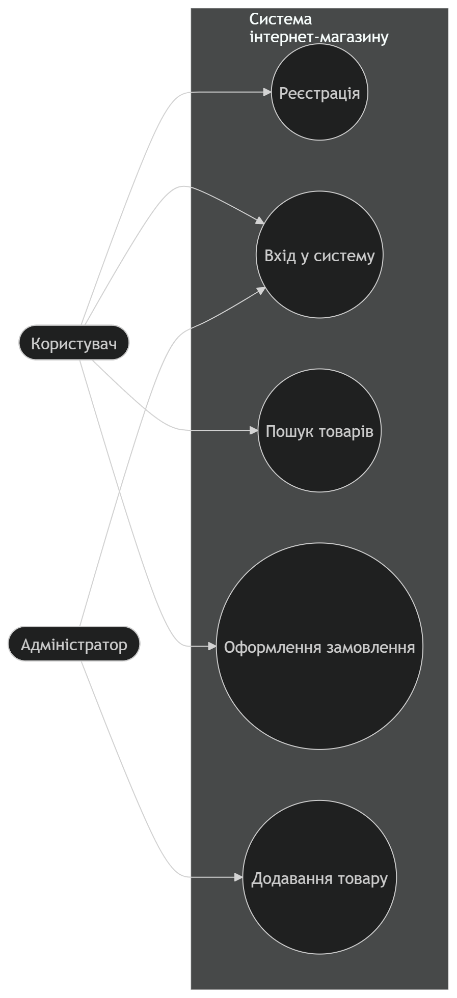 Система
інтернет-магазину
Реєстрація
Вхід у систему
Користувач
Пошук товарів
Адміністратор
Оформлення замовлення
Додавання товару